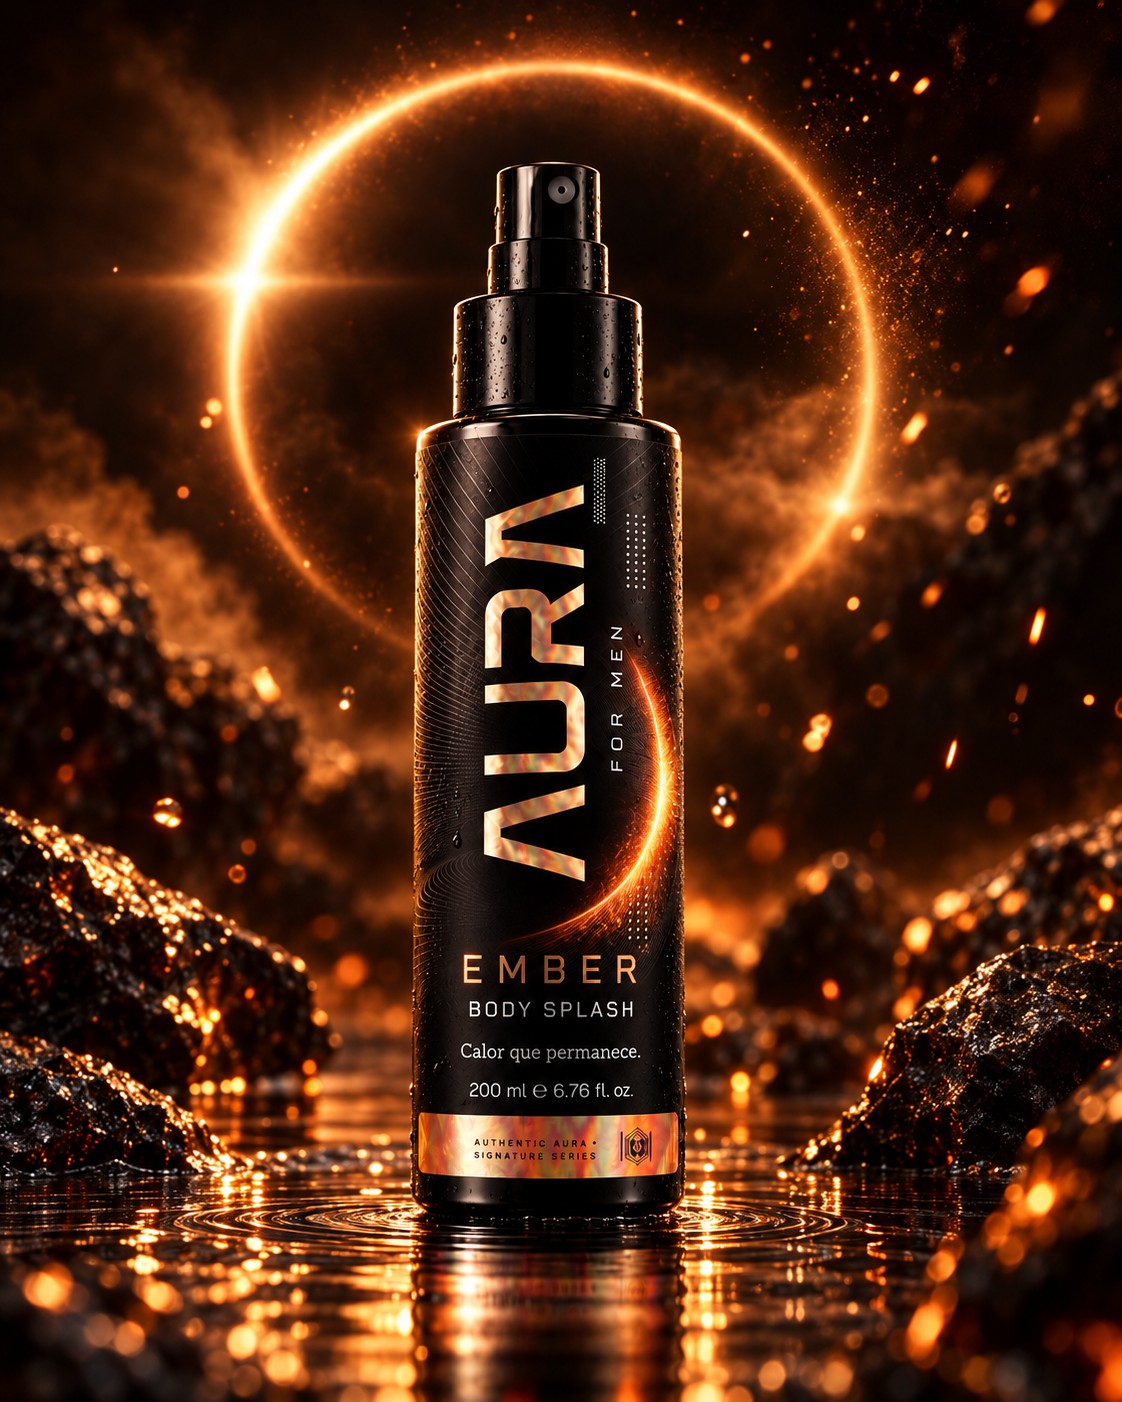 AURA
FOR MEN
EMBER
BODY SPLASH
Calor que permanece.
200 ml ℮ 6.76 fl. oz.
AUTHENTIC AURA •
SIGNATURE SERIES